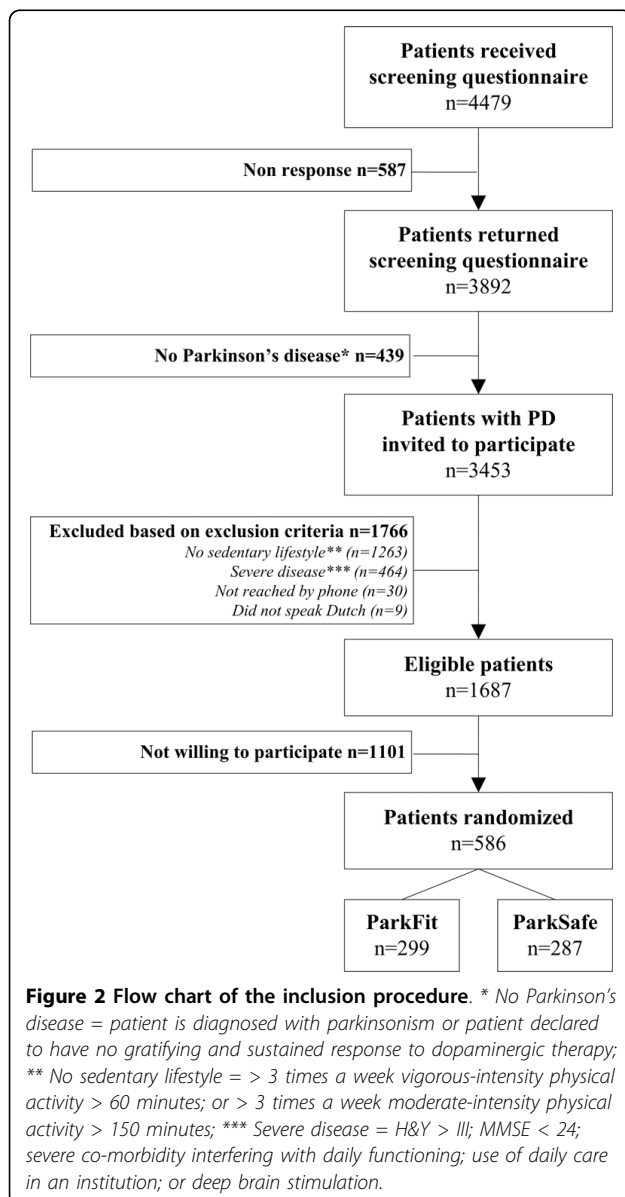 Patients received
screening questionnaire
n=4479
Non response n=587
Patients returned
screening questionnaire
n=3892
No Parkinson's disease* n=439
Patients with PD
invited to participate
n=3453
Excluded based on exclusion criteria n=1766
No sedentary lifestyle** (n=1263)
Severe disease*** (n=464)
Not reached by phone (n=30)
Did not speak Dutch (n=9)
Eligible patients
n=1687
Not willing to participate n=1101
Patients randomized
n=586
ParkFit
n=299
ParkSafe
n=287
Figure 2 Flow chart of the inclusion procedure. * No Parkinson's
disease = patient is diagnosed with parkinsonism or patient declared
to have no gratifying and sustained response to dopaminergic therapy;
** No sedentary lifestyle = > 3 times a week vigorous-intensity physical
activity > 60 minutes; or > 3 times a week moderate-intensity physical
activity > 150 minutes; *** Severe disease = H&Y > III; MMSE < 24;
severe co-morbidity interfering with daily functioning; use of daily care
in an institution; or deep brain stimulation.